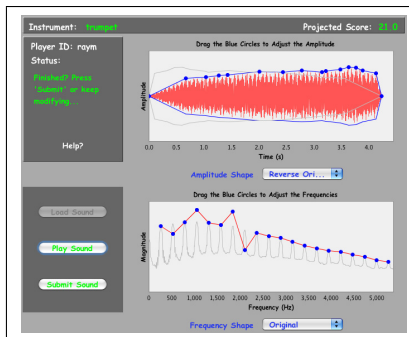 Instrument: trumpet
Projected Score: 21.0
Player ID: raym
Status:
Finished? Press
'Submit' or keep
modifying...
Help?
Drag the Blue Circles to Adjust the Amplitude
Amplitude
0.0 0.5 1.0 1.5 2.0 2.5 3.0 3.5 4.0
Time (s)
Amplitude Shape
Reverse Ori...
Load Sound
Play Sound
Submit Sound
Drag the Blue Circles to Adjust the Frequencies
Magnitude
0 500 1,000 1,500 2,000 2,500 3,000 3,500 4,000 4,500 5,000
Frequency (Hz)
Frequency Shape
Original